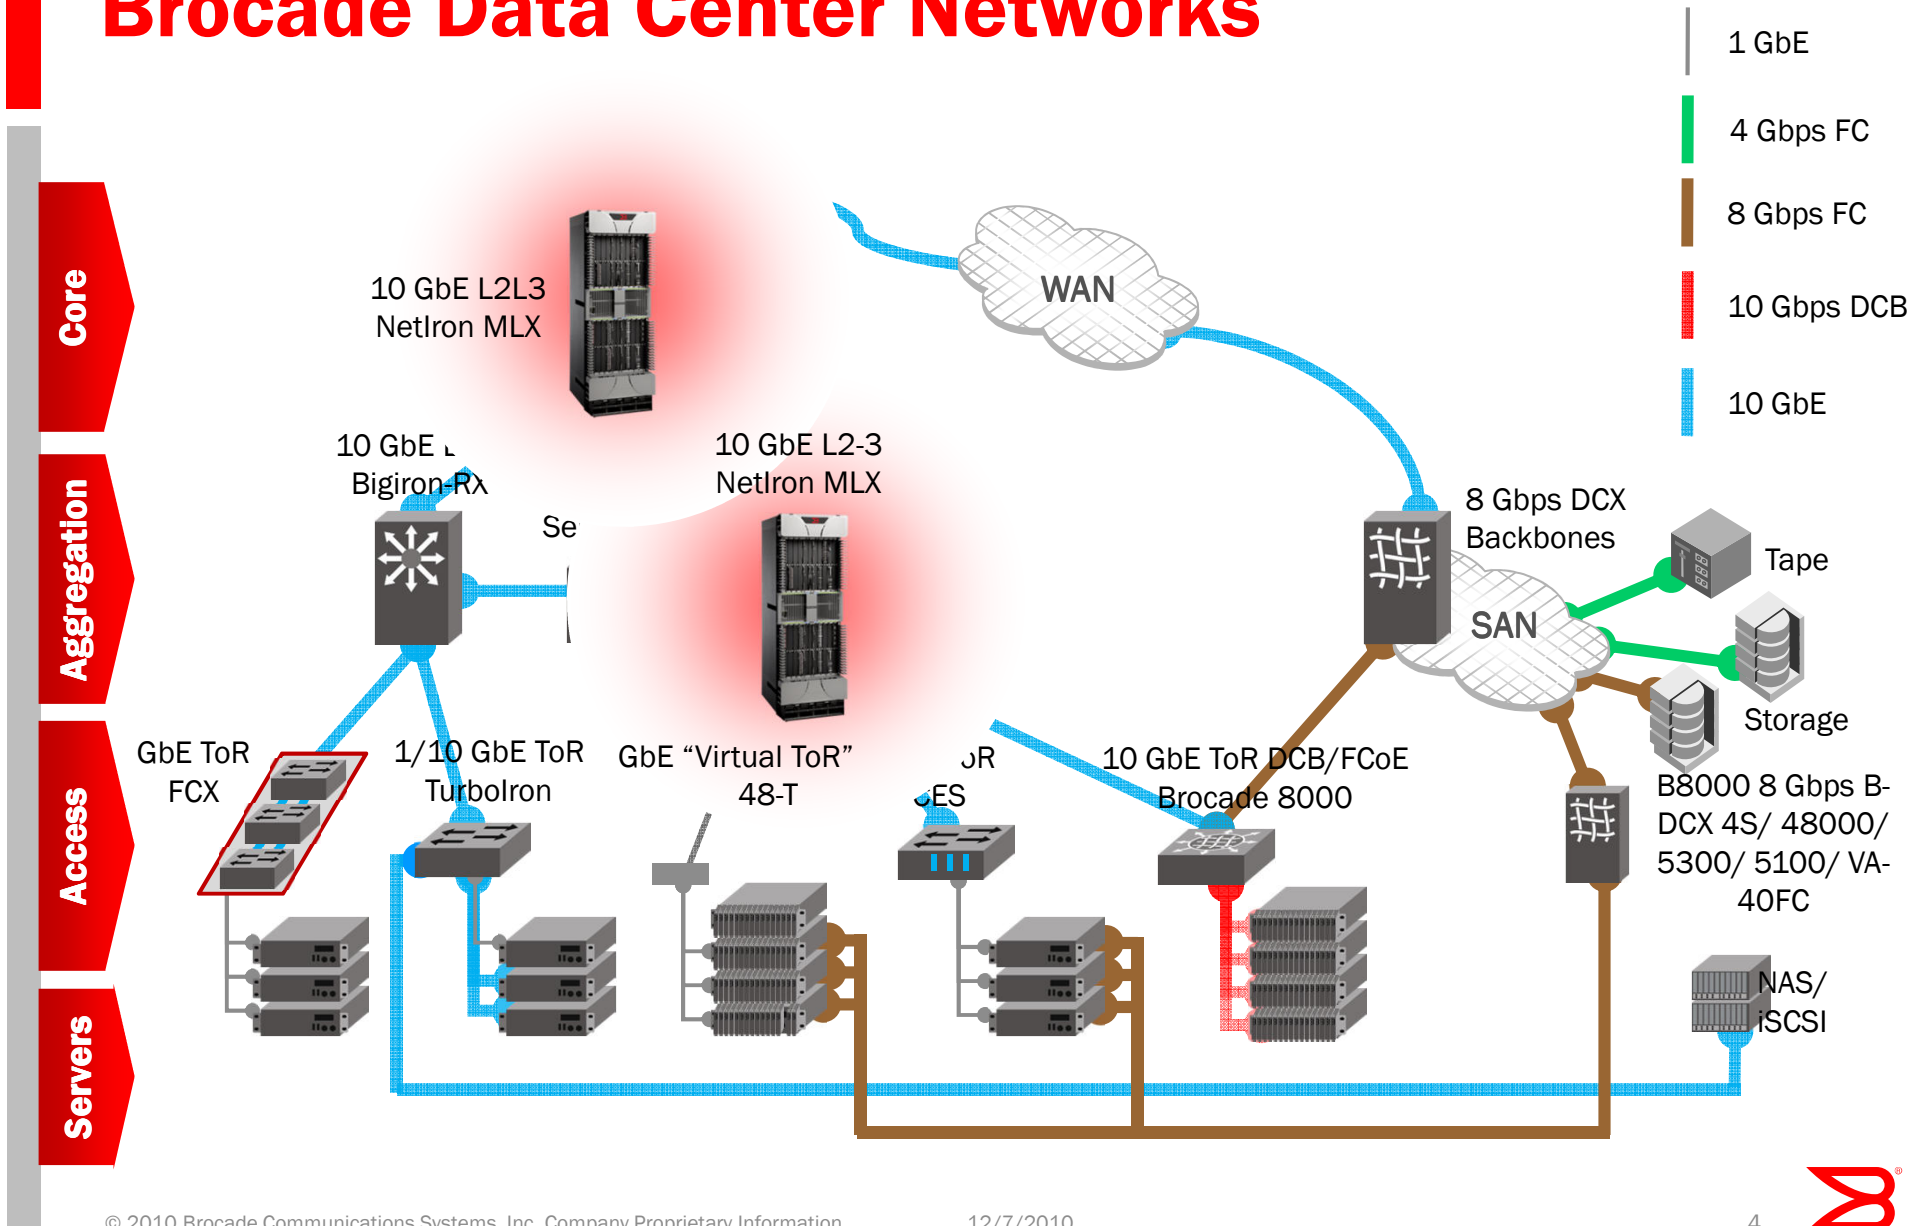 Brocade Data Center Networks
1 GbE
4 Gbps FC
8 Gbps FC
10 Gbps DCB
10 GbE
Core
Aggregation
Access
Servers
10 GbE L2L3
NetIron MLX
WAN
10 GbE
Bigiron-Rx
10 GbE L2-3
NetIron MLX
8 Gbps DCX
Backbones
SAN
Tape
Storage
GbE ToR
FCX
1/10 GbE ToR
TurboIron
GbE “Virtual ToR”
48-T
10 GbE ToR DCB/FCoE
Brocade 8000
B8000 8 Gbps B-
DCX 4S/ 48000/
5300/ 5100/ VA-
40FC
NAS/
iSCSI
© 2010 Brocade Communications Systems, Inc. Company Proprietary Information
12/7/2010
4